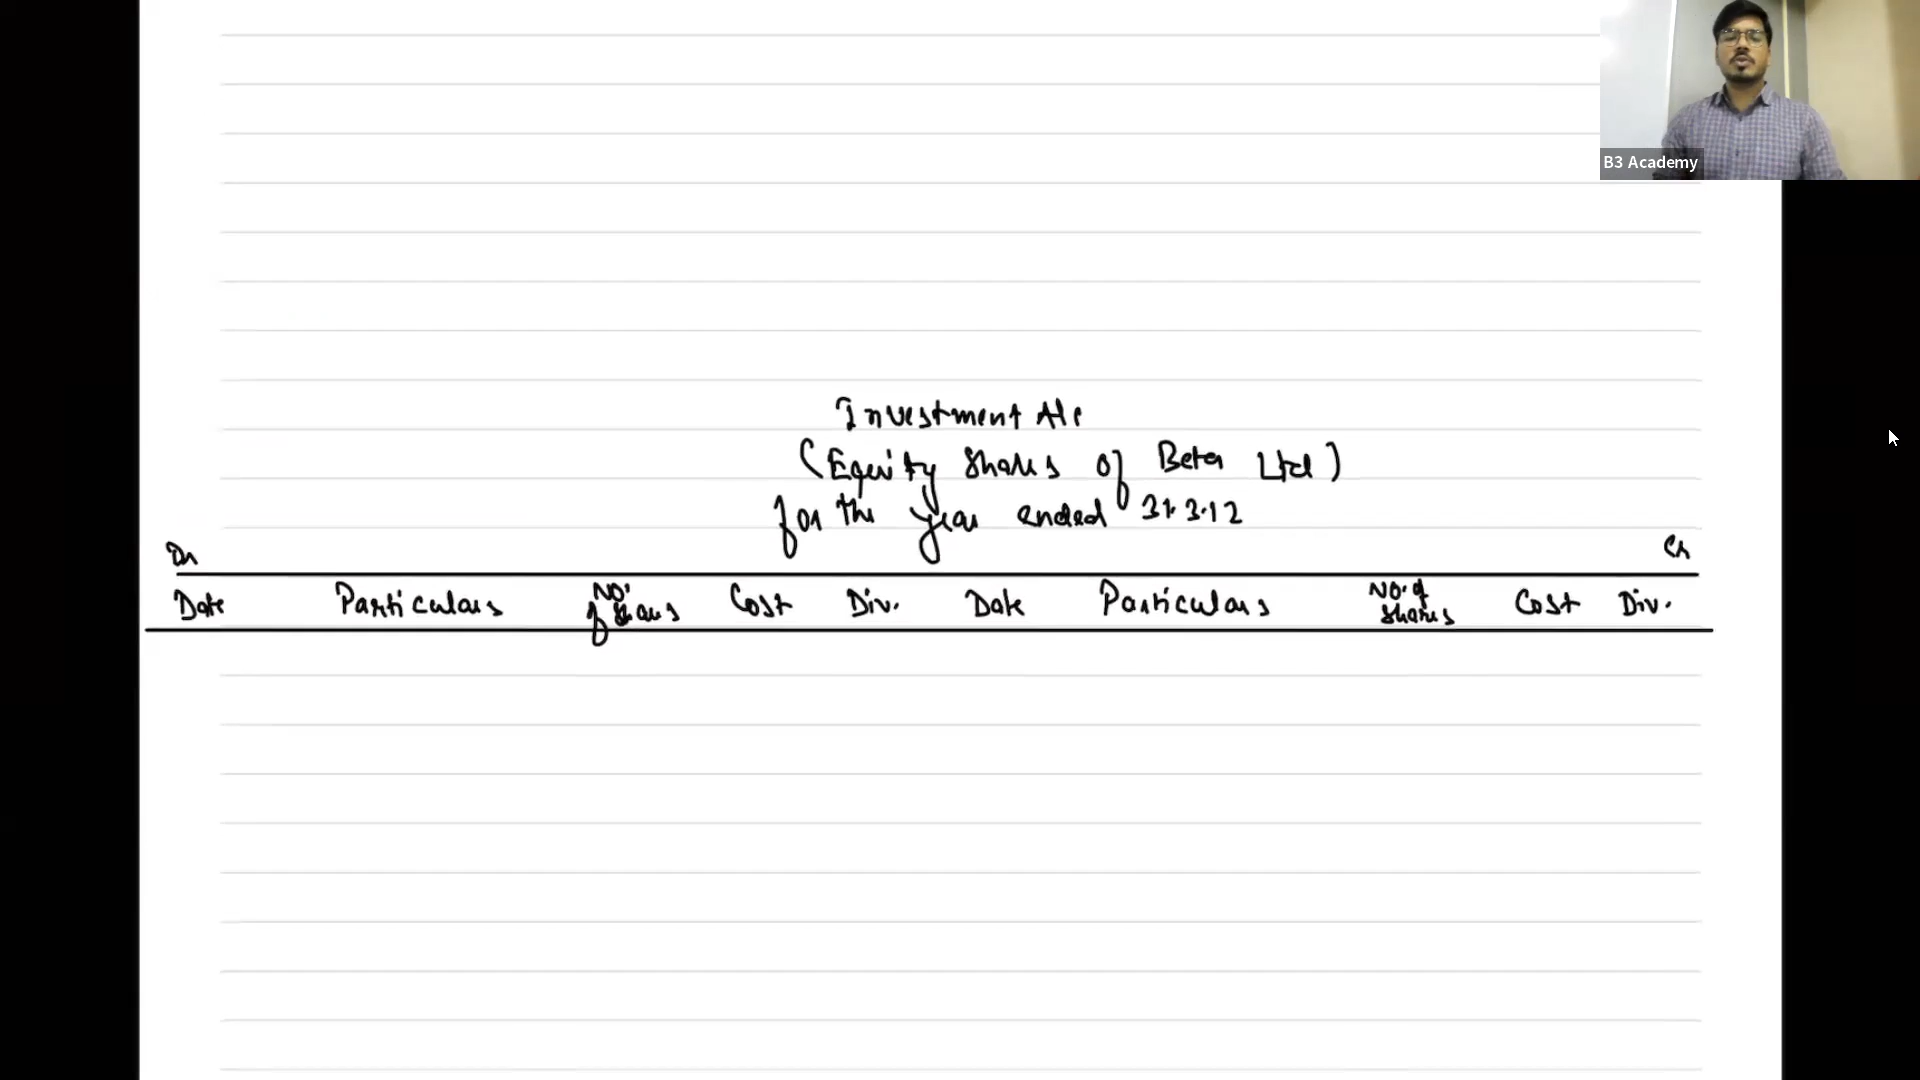 B3 Academy
Investment A/c
(Equity Shares of Beta Ltd)
for the year ended 31.3.12
Dr Cr
Date Particulars No. of Shares Cost Div. Date Particulars No. of Shares Cost Div.